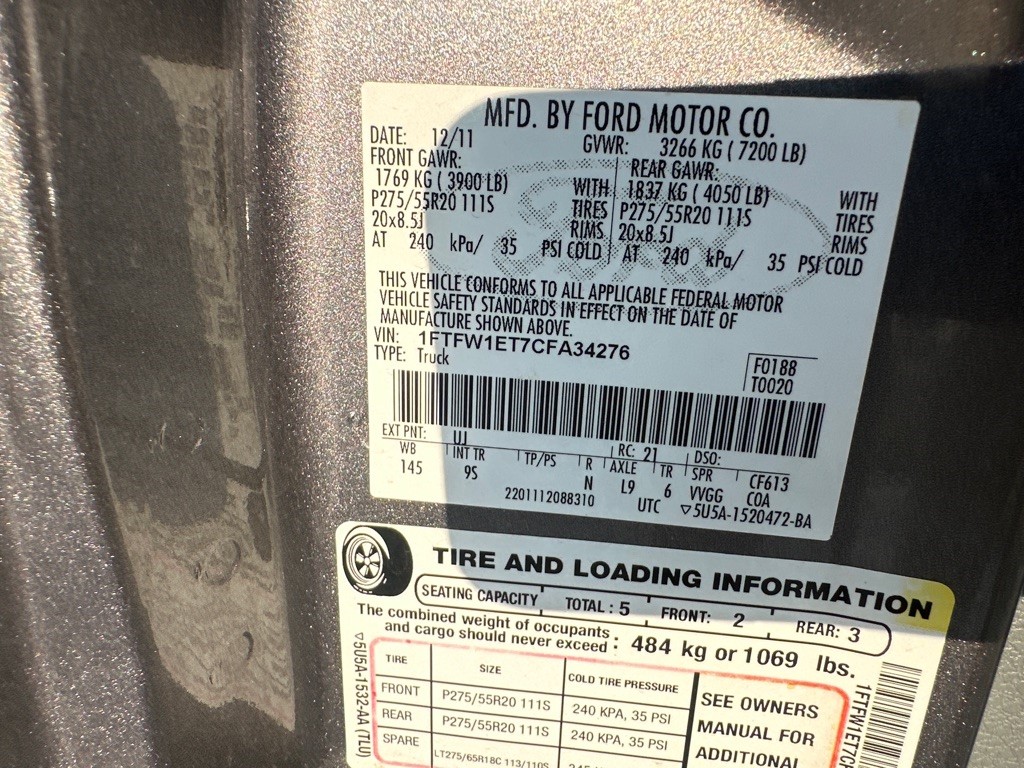 MFD. BY FORD MOTOR CO.
DATE: 12/11 GVWR: 3266 KG ( 7200 LB)
FRONT GAWR: REAR GAWR:
1769 KG ( 3900 LB) WITH 1837 KG ( 4050 LB) WITH
P275/55R20 111S TIRES P275/55R20 111S TIRES
20x8.5J RIMS 20x8.5J RIMS
AT 240 kPa/ 35 PSI COLD AT 240 kPa/ 35 PSI COLD
THIS VEHICLE CONFORMS TO ALL APPLICABLE FEDERAL MOTOR
VEHICLE SAFETY STANDARDS IN EFFECT ON THE DATE OF
MANUFACTURE SHOWN ABOVE.
VIN: 1FTFW1ET7CFA34276
TYPE: Truck
F0188
T0020
EXT PNT: UJ RC: 21 DSO:
WB INT TR TP/PS R AXLE TR SPR CF613
145 9S N L9 6 VVGG COA
2201112088310 UTC ▽5U5A-1520472-BA
TIRE AND LOADING INFORMATION
SEATING CAPACITY TOTAL : 5 FRONT: 2 REAR: 3
The combined weight of occupants
and cargo should never exceed : 484 kg or 1069 lbs.
TIRE SIZE COLD TIRE PRESSURE
FRONT P275/55R20 111S 240 KPA, 35 PSI
REAR P275/55R20 111S 240 KPA, 35 PSI
SPARE LT275/65R18C 113/110S
SEE OWNERS
MANUAL FOR
ADDITIONAL
▽5U5A-1532-AA (TLU)
1FTFW1ET7CF